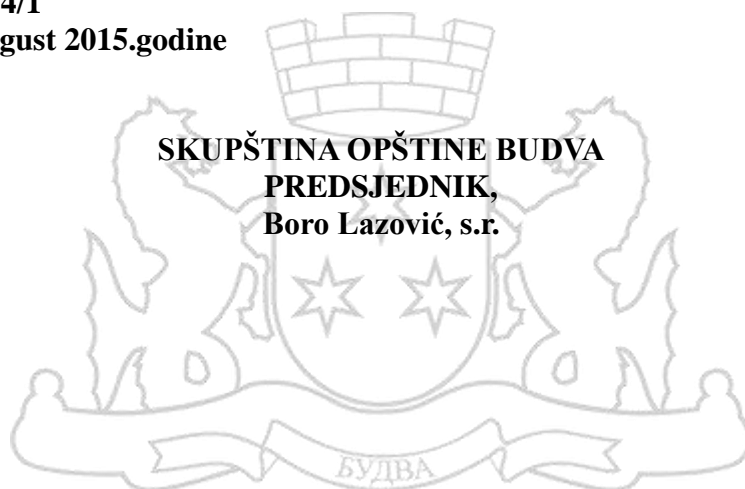 4/1
gust 2015.godine
SKUPŠTINA OPŠTINE BUDVA
PREDSJEDNIK,
Boro Lazović, s.r.
БУДВА